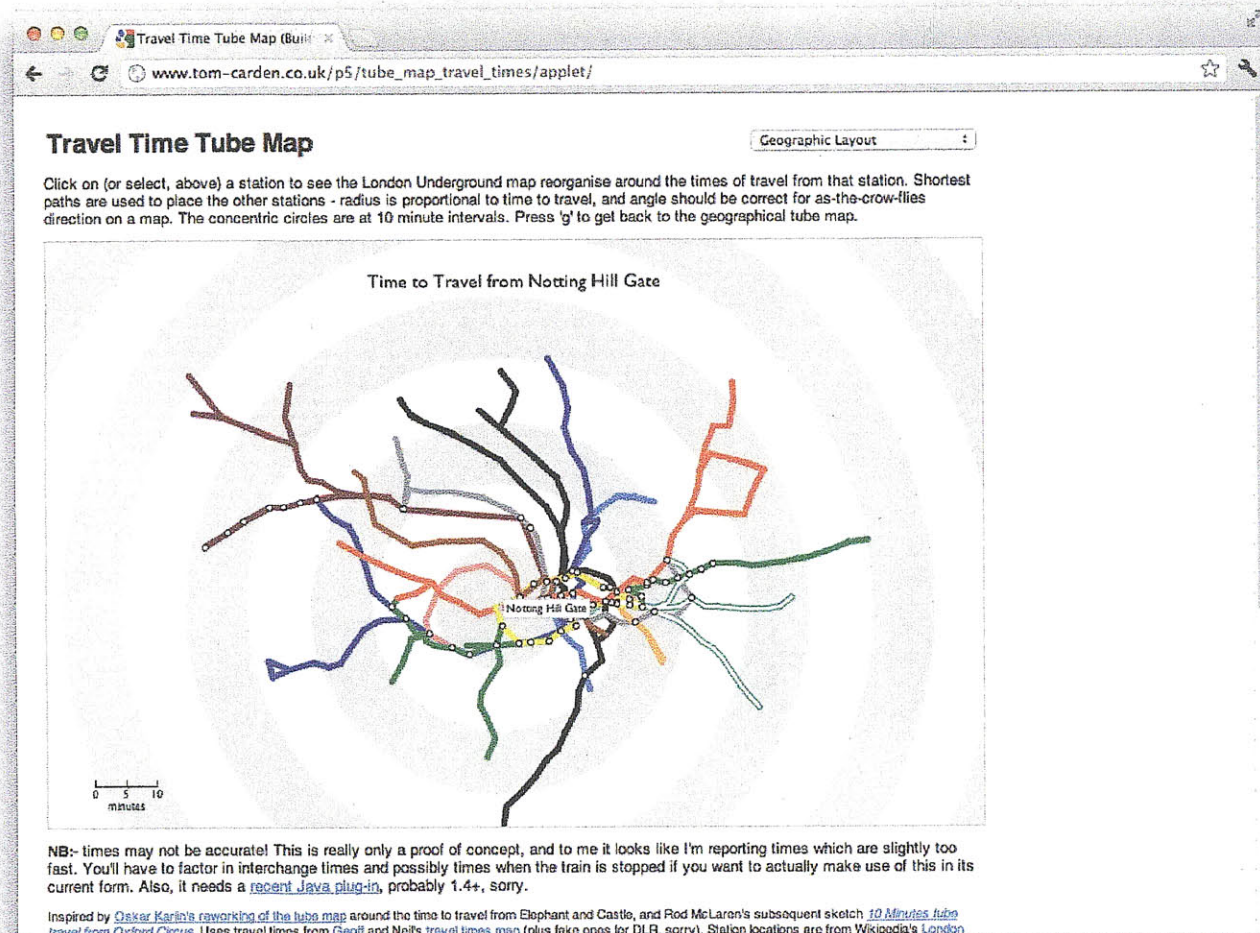 Travel Time Tube Map (Built
www.tom-carden.co.uk/p5/tube_map_travel_times/applet/
Travel Time Tube Map
Geographic Layout
Click on (or select, above) a station to see the London Underground map reorganise around the times of travel from that station. Shortest
paths are used to place the other stations - radius is proportional to time to travel, and angle should be correct for as-the-crow-flies
direction on a map. The concentric circles are at 10 minute intervals. Press 'g' to get back to the geographical tube map.
Time to Travel from Notting Hill Gate
Notting Hill Gate
0 5 10
minutes
NB:- times may not be accurate! This is really only a proof of concept, and to me it looks like I'm reporting times which are slightly too
fast. You'll have to factor in interchange times and possibly times when the train is stopped if you want to actually make use of this in its
current form. Also, it needs a recent Java plug-in, probably 1.4+, sorry.
Inspired by Oskar Karlin's reworking of the tube map around the time to travel from Elephant and Castle, and Rod McLaren's subsequent sketch 10 Minutes tube
travel from Oxford Circus. Uses travel times from Geoff and Neil's travel times map (plus fake ones for DLR, sorry). Station locations are from Wikipedia's London